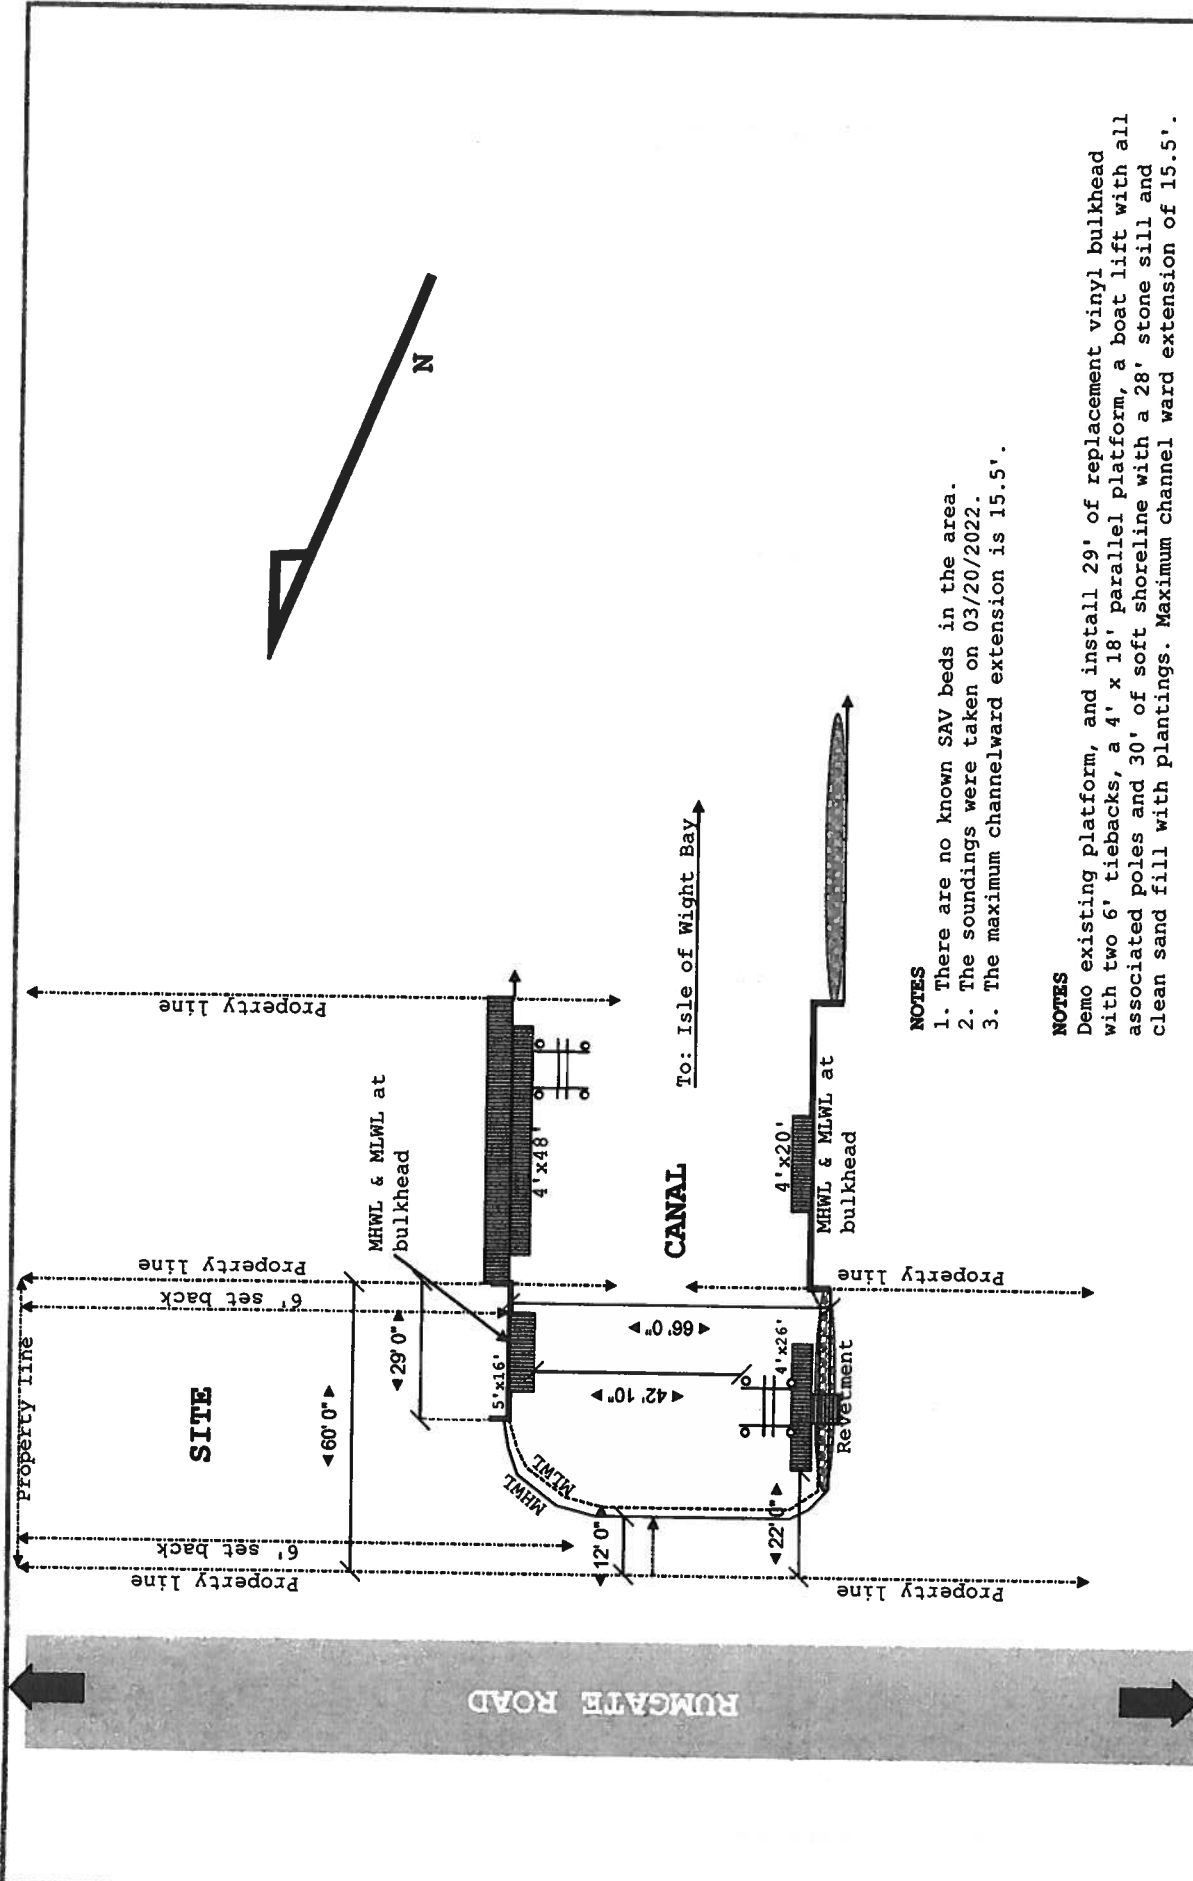 Property line
SITE
6' set back
6' set back
Property line
Property line
Property line
◄60'0"►
◄29'0"►
MHWL & MLWL at
bulkhead
5'x16'
4'x48'
MHWL
MLWL
◄12'0"►
◄42'10"►
◄66'0"►
CANAL
To: Isle of Wight Bay
◄22'0"►
4'x26'
4'x20'
Revetment
MHWL & MLWL at
bulkhead
Property line
Property line
RUMGATE ROAD
N
NOTES
1. There are no known SAV beds in the area.
2. The soundings were taken on 03/20/2022.
3. The maximum channelward extension is 15.5'.
NOTES
Demo existing platform, and install 29' of replacement vinyl bulkhead
with two 6' tiebacks, a 4' x 18' parallel platform, a boat lift with all
associated poles and 30' of soft shoreline with a 28' stone sill and
clean sand fill with plantings. Maximum channel ward extension of 15.5'.